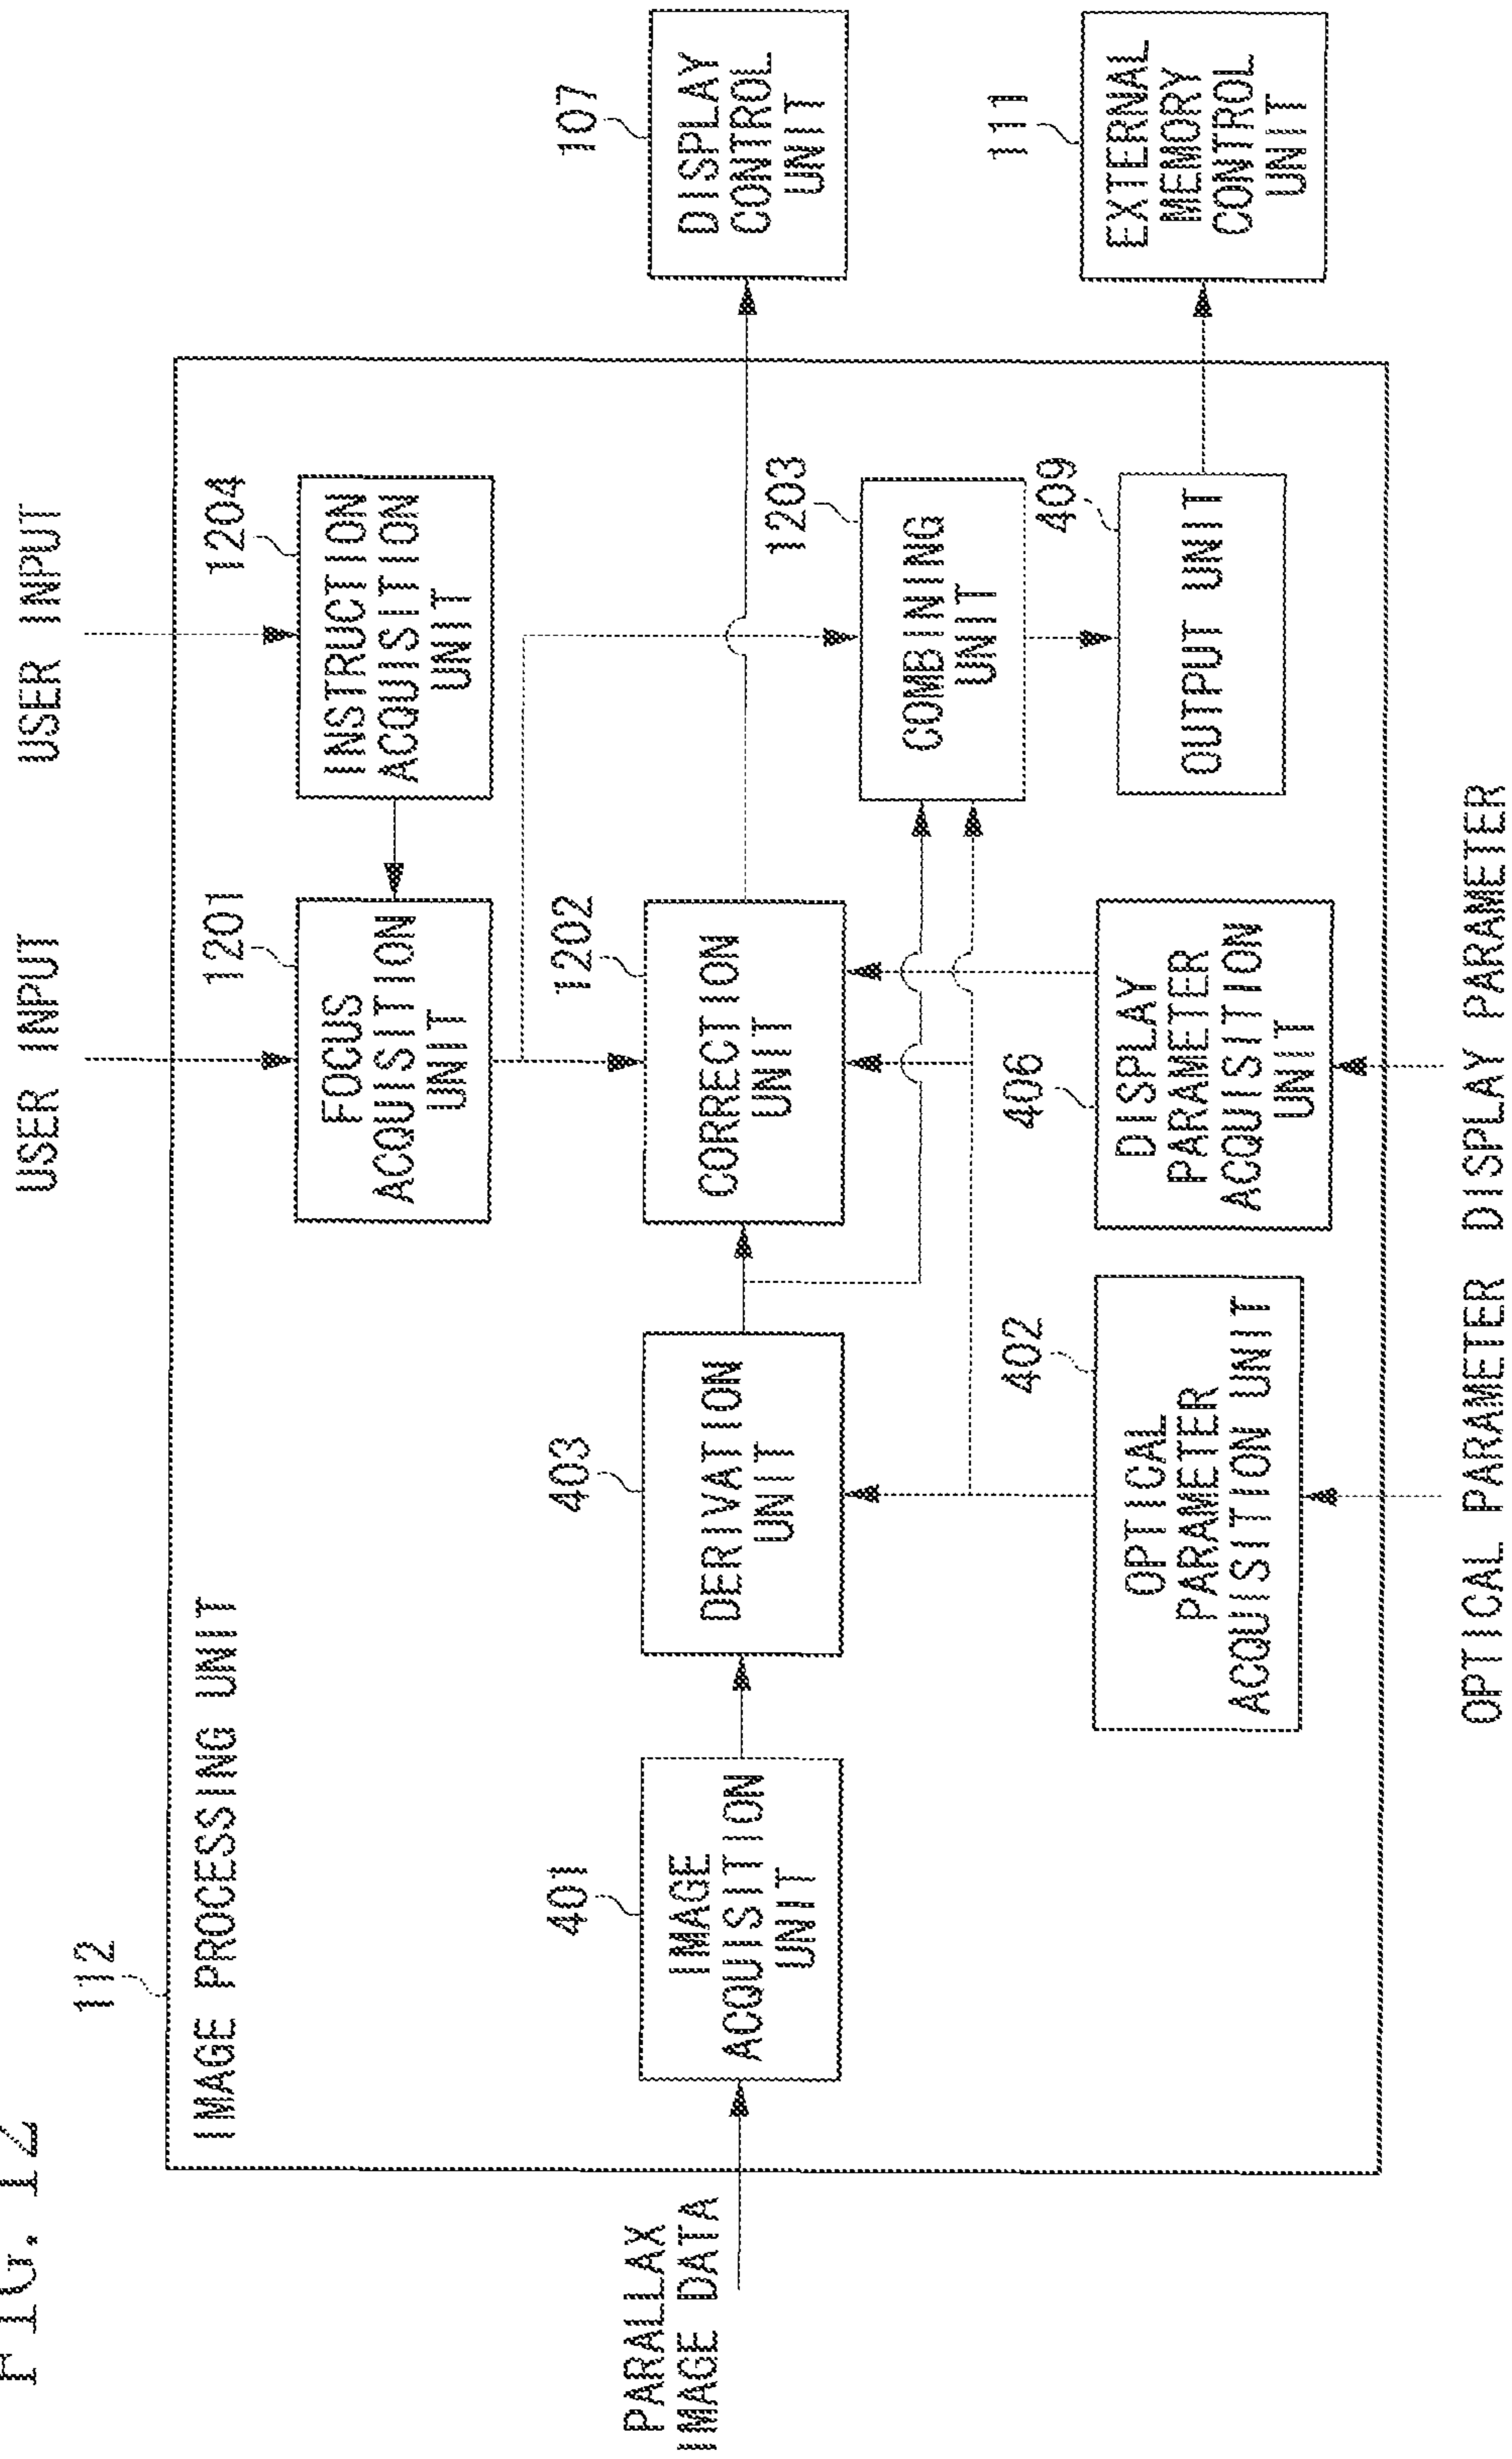 FIG. 12
112
IMAGE PROCESSING UNIT
USER INPUT
USER INPUT
1201
FOCUS
ACQUISITION
UNIT
1204
INSTRUCTION
ACQUISITION
UNIT
PARALLAX
IMAGE DATA
401
IMAGE
ACQUISITION
UNIT
403
DERIVATION
UNIT
1202
CORRECTION
UNIT
107
DISPLAY
CONTROL
UNIT
1203
COMBINING
UNIT
402
OPTICAL
PARAMETER
ACQUISITION UNIT
406
DISPLAY
PARAMETER
ACQUISITION
UNIT
409
OUTPUT UNIT
111
EXTERNAL
MEMORY
CONTROL
UNIT
OPTICAL PARAMETER
DISPLAY PARAMETER